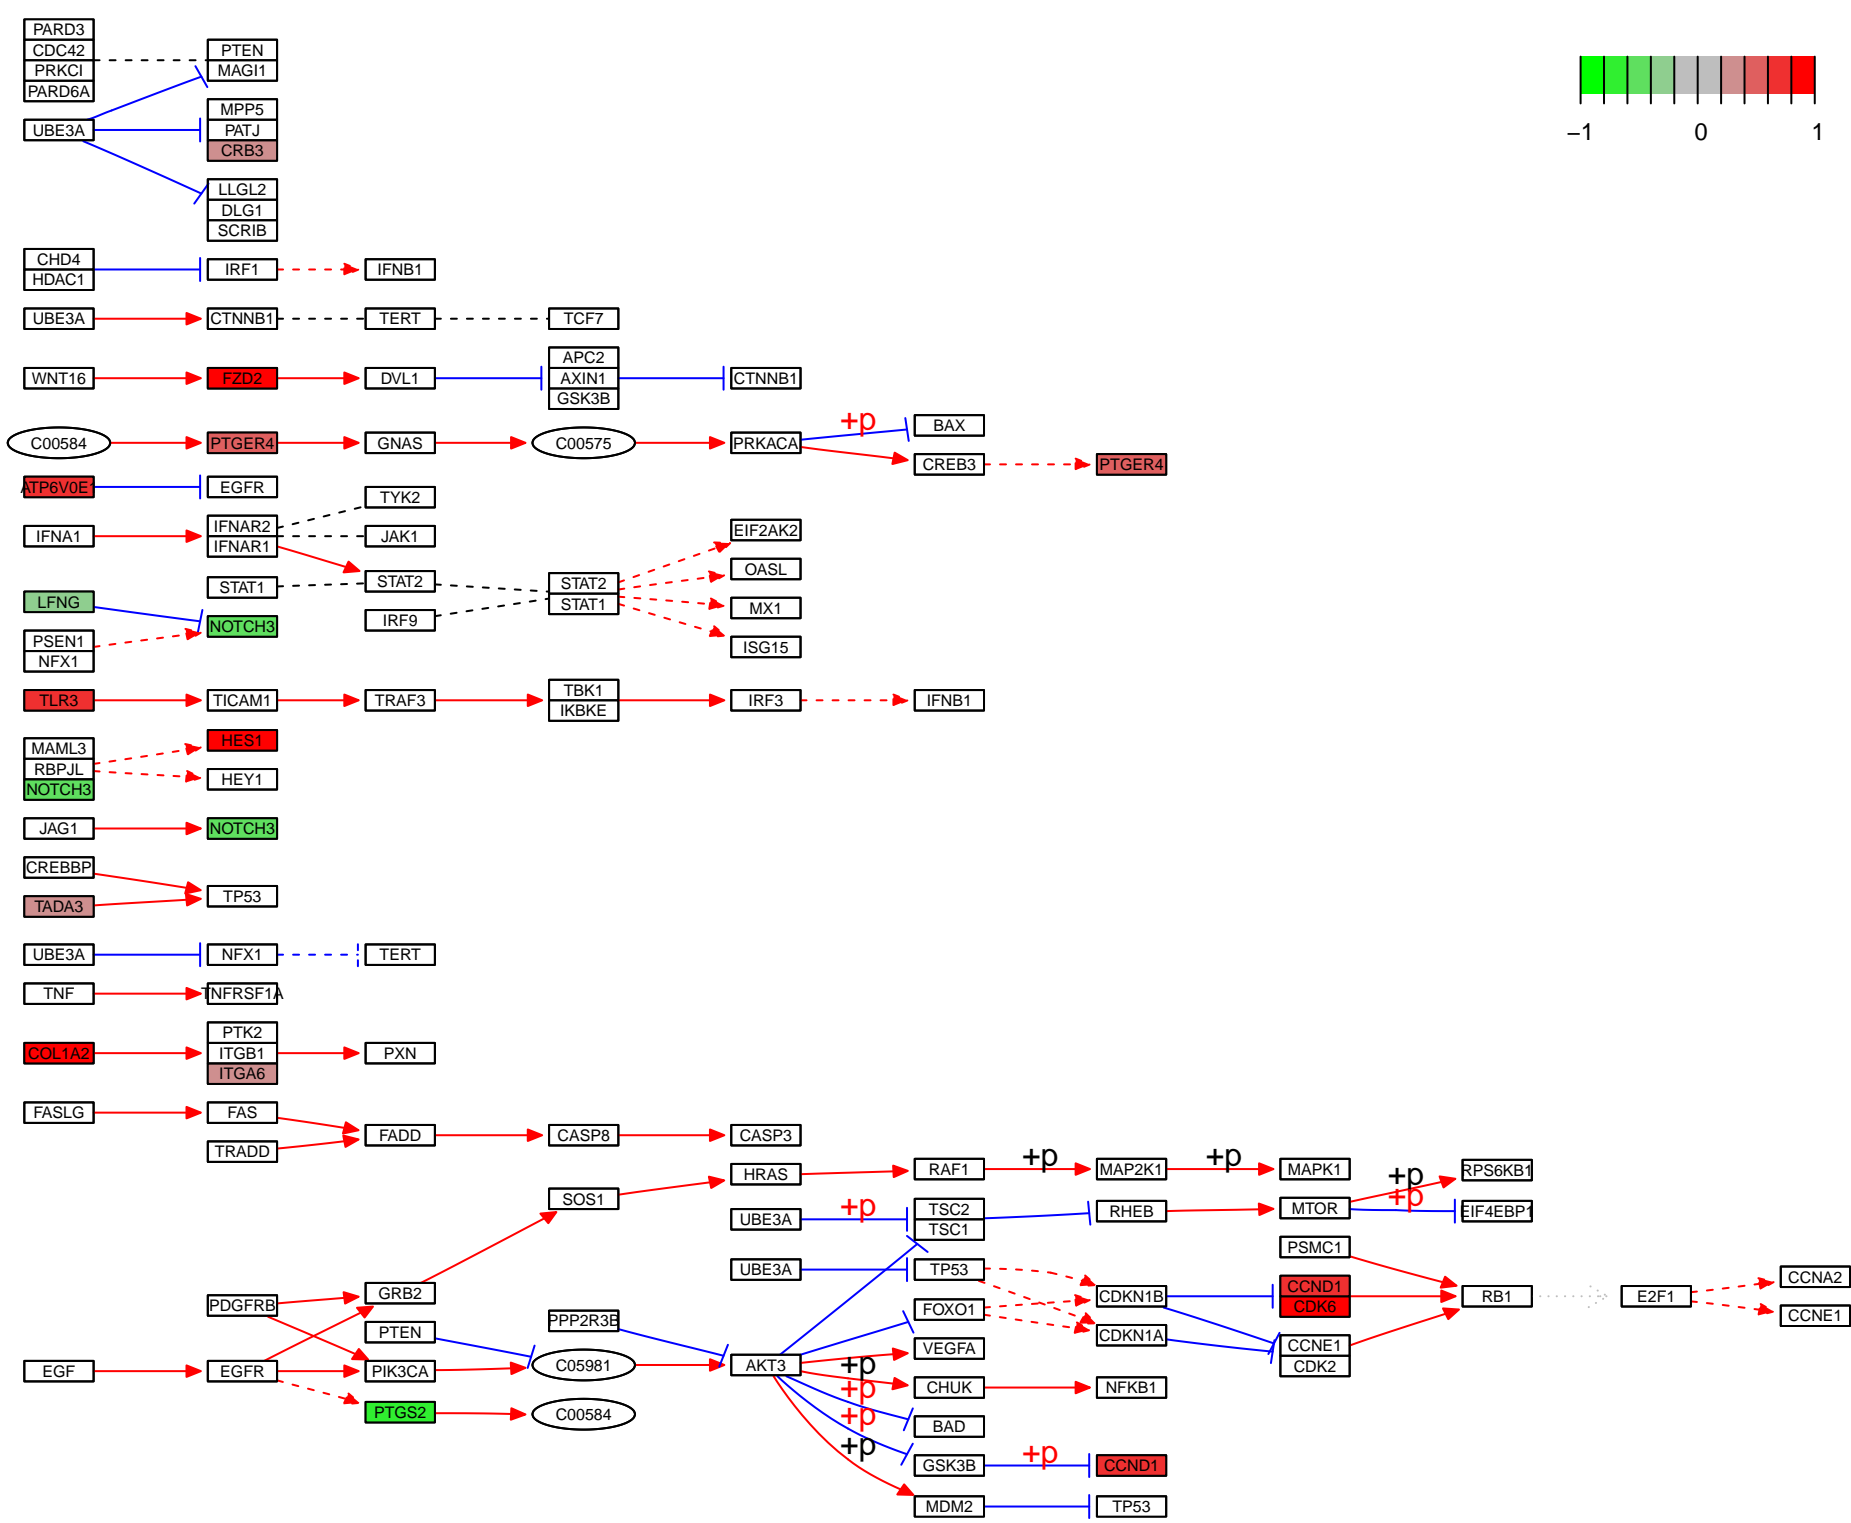 PARD3
CDC42
PRKCI
PARD6A
PTEN
MAGI1
−1 0 1
UBE3A
MPP5
PATJ
CRB3
LLGL2
DLG1
SCRIB
CHD4
HDAC1
IRF1
IFNB1
UBE3A
CTNNB1
TERT
TCF7
WNT16
FZD2
DVL1
APC2
AXIN1
GSK3B
CTNNB1
C00584
PTGER4
GNAS
C00575
PRKACA
+p
BAX
CREB3
PTGER4
ATP6V0E1
EGFR
IFNA1
IFNAR2
IFNAR1
TYK2
JAK1
STAT1
STAT2
IRF9
STAT2
STAT1
EIF2AK2
OASL
MX1
ISG15
LFNG
PSEN1
NFX1
NOTCH3
TLR3
TICAM1
TRAF3
TBK1
IKBKE
IRF3
IFNB1
MAML3
RBPJL
NOTCH3
HES1
HEY1
JAG1
NOTCH3
CREBBP
TADA3
TP53
UBE3A
NFX1
TERT
TNF
TNFRSF1A
COL1A2
PTK2
ITGB1
ITGA6
PXN
FASLG
FAS
TRADD
FADD
CASP8
CASP3
HRAS
RAF1
+p
MAP2K1
+p
MAPK1
SOS1
UBE3A
+p
TSC2
TSC1
RHEB
MTOR
+p
+p
RPS6KB1
EIF4EBP1
UBE3A
TP53
FOXO1
CDKN1B
CDKN1A
PSMC1
CCND1
CDK6
CCNE1
CDK2
RB1
E2F1
CCNA2
CCNE1
PDGFRB
GRB2
PTEN
PPP2R3B
EGF
EGFR
PIK3CA
C05981
AKT3
PTGS2
C00584
VEGFA
+p
+p
CHUK
NFKB1
+p
BAD
+p
GSK3B
+p
CCND1
MDM2
TP53